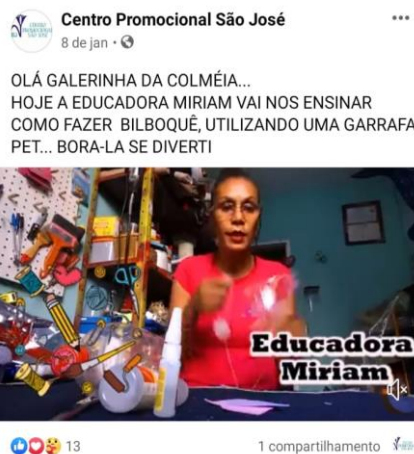 Centro Promocional São José
8 de jan
OLÁ GALERINHA DA COLMÉIA...
HOJE A EDUCADORA MIRIAM VAI NOS ENSINAR
COMO FAZER BILBOQUÊ, UTILIZANDO UMA GARRAFA
PET... BORA-LA SE DIVERTI
Educadora
Miriam
13
1 compartilhamento